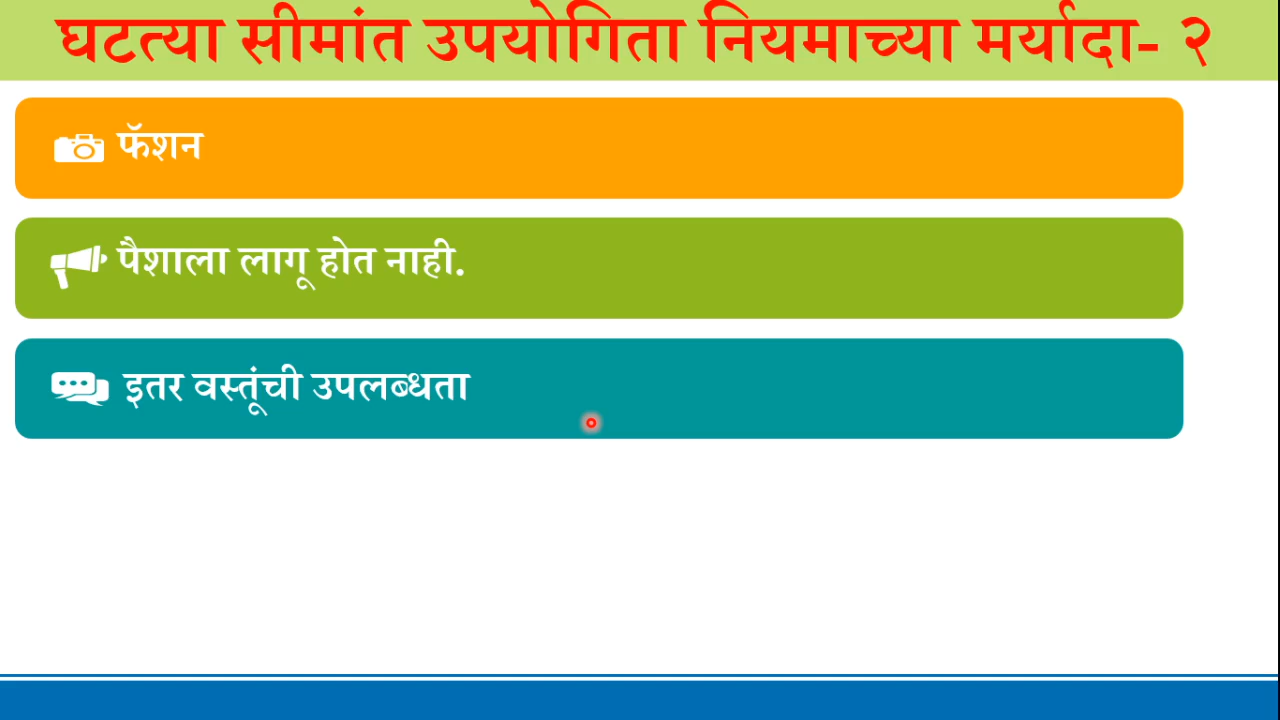 घटत्या सीमांत उपयोगिता नियमाच्या मर्यादा- २
फॅशन
पैशाला लागू होत नाही.
इतर वस्तूंची उपलब्धता